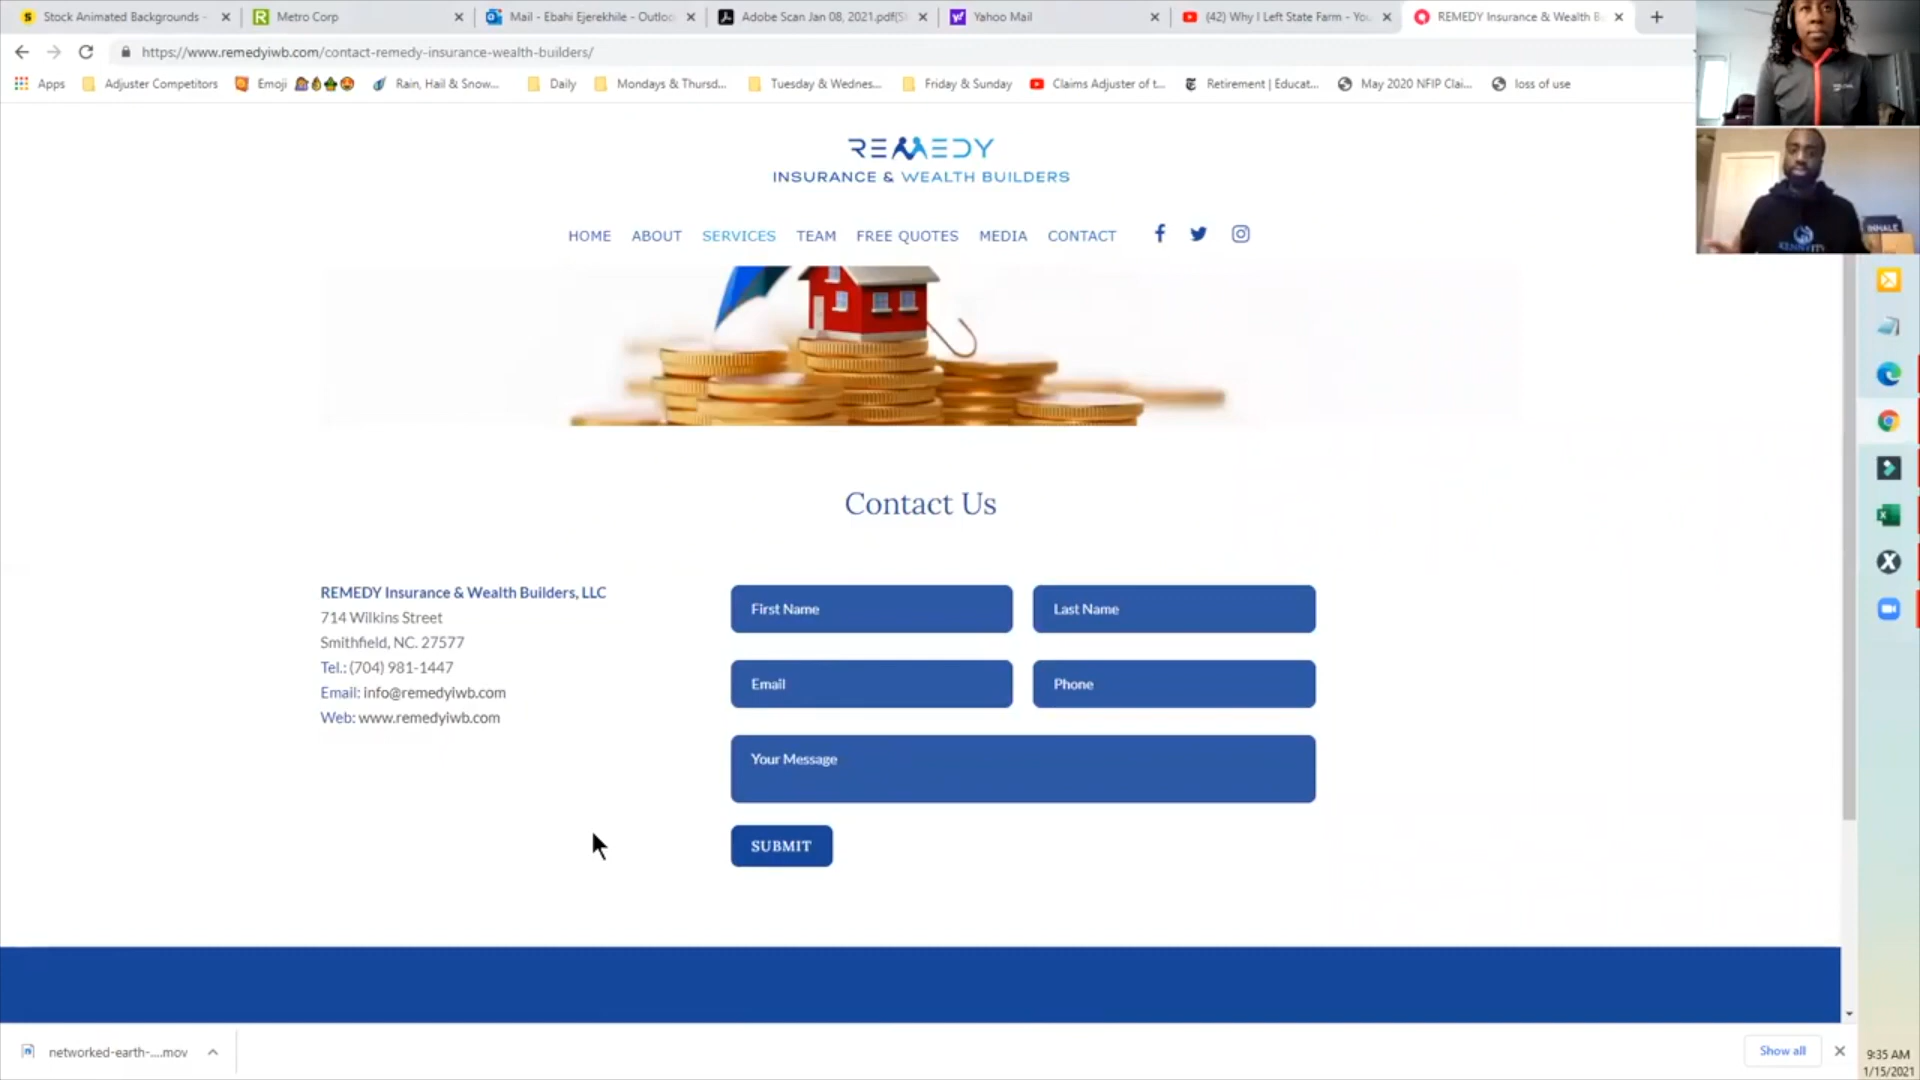 Stock Animated Backgrounds -
Metro Corp
Mail - Ebahi Ejerekhile - Outloo
Adobe Scan Jan 08, 2021.pdf(S
Yahoo Mail
(42) Why I Left State Farm - You
REMEDY Insurance & Wealth B
https://www.remedyiwb.com/contact-remedy-insurance-wealth-builders/
Apps
Adjuster Competitors
Emoji
Rain, Hail & Snow...
Daily
Mondays & Thursd...
Tuesday & Wednes...
Friday & Sunday
Claims Adjuster of t...
Retirement | Educat...
May 2020 NFIP Clai...
loss of use
REMEDY
INSURANCE & WEALTH BUILDERS
HOME ABOUT SERVICES TEAM FREE QUOTES MEDIA CONTACT
INHALE
Contact Us
REMEDY Insurance & Wealth Builders, LLC
714 Wilkins Street
Smithfield, NC. 27577
Tel.: (704) 981-1447
Email: info@remedyiwb.com
Web: www.remedyiwb.com
First Name
Last Name
Email
Phone
Your Message
SUBMIT
networked-earth-....mov
Show all
9:35 AM
1/15/2021